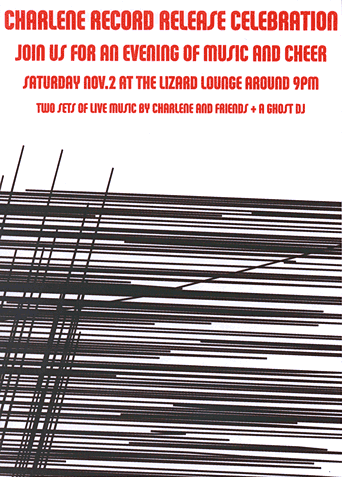 CHARLENE RECORD RELEASE CELEBRATION
JOIN US FOR AN EVENING OF MUSIC AND CHEER
SATURDAY NOV.2 AT THE LIZARD LOUNGE AROUND 9PM
TWO SETS OF LIVE MUSIC BY CHARLENE AND FRIENDS + A GHOST DJ